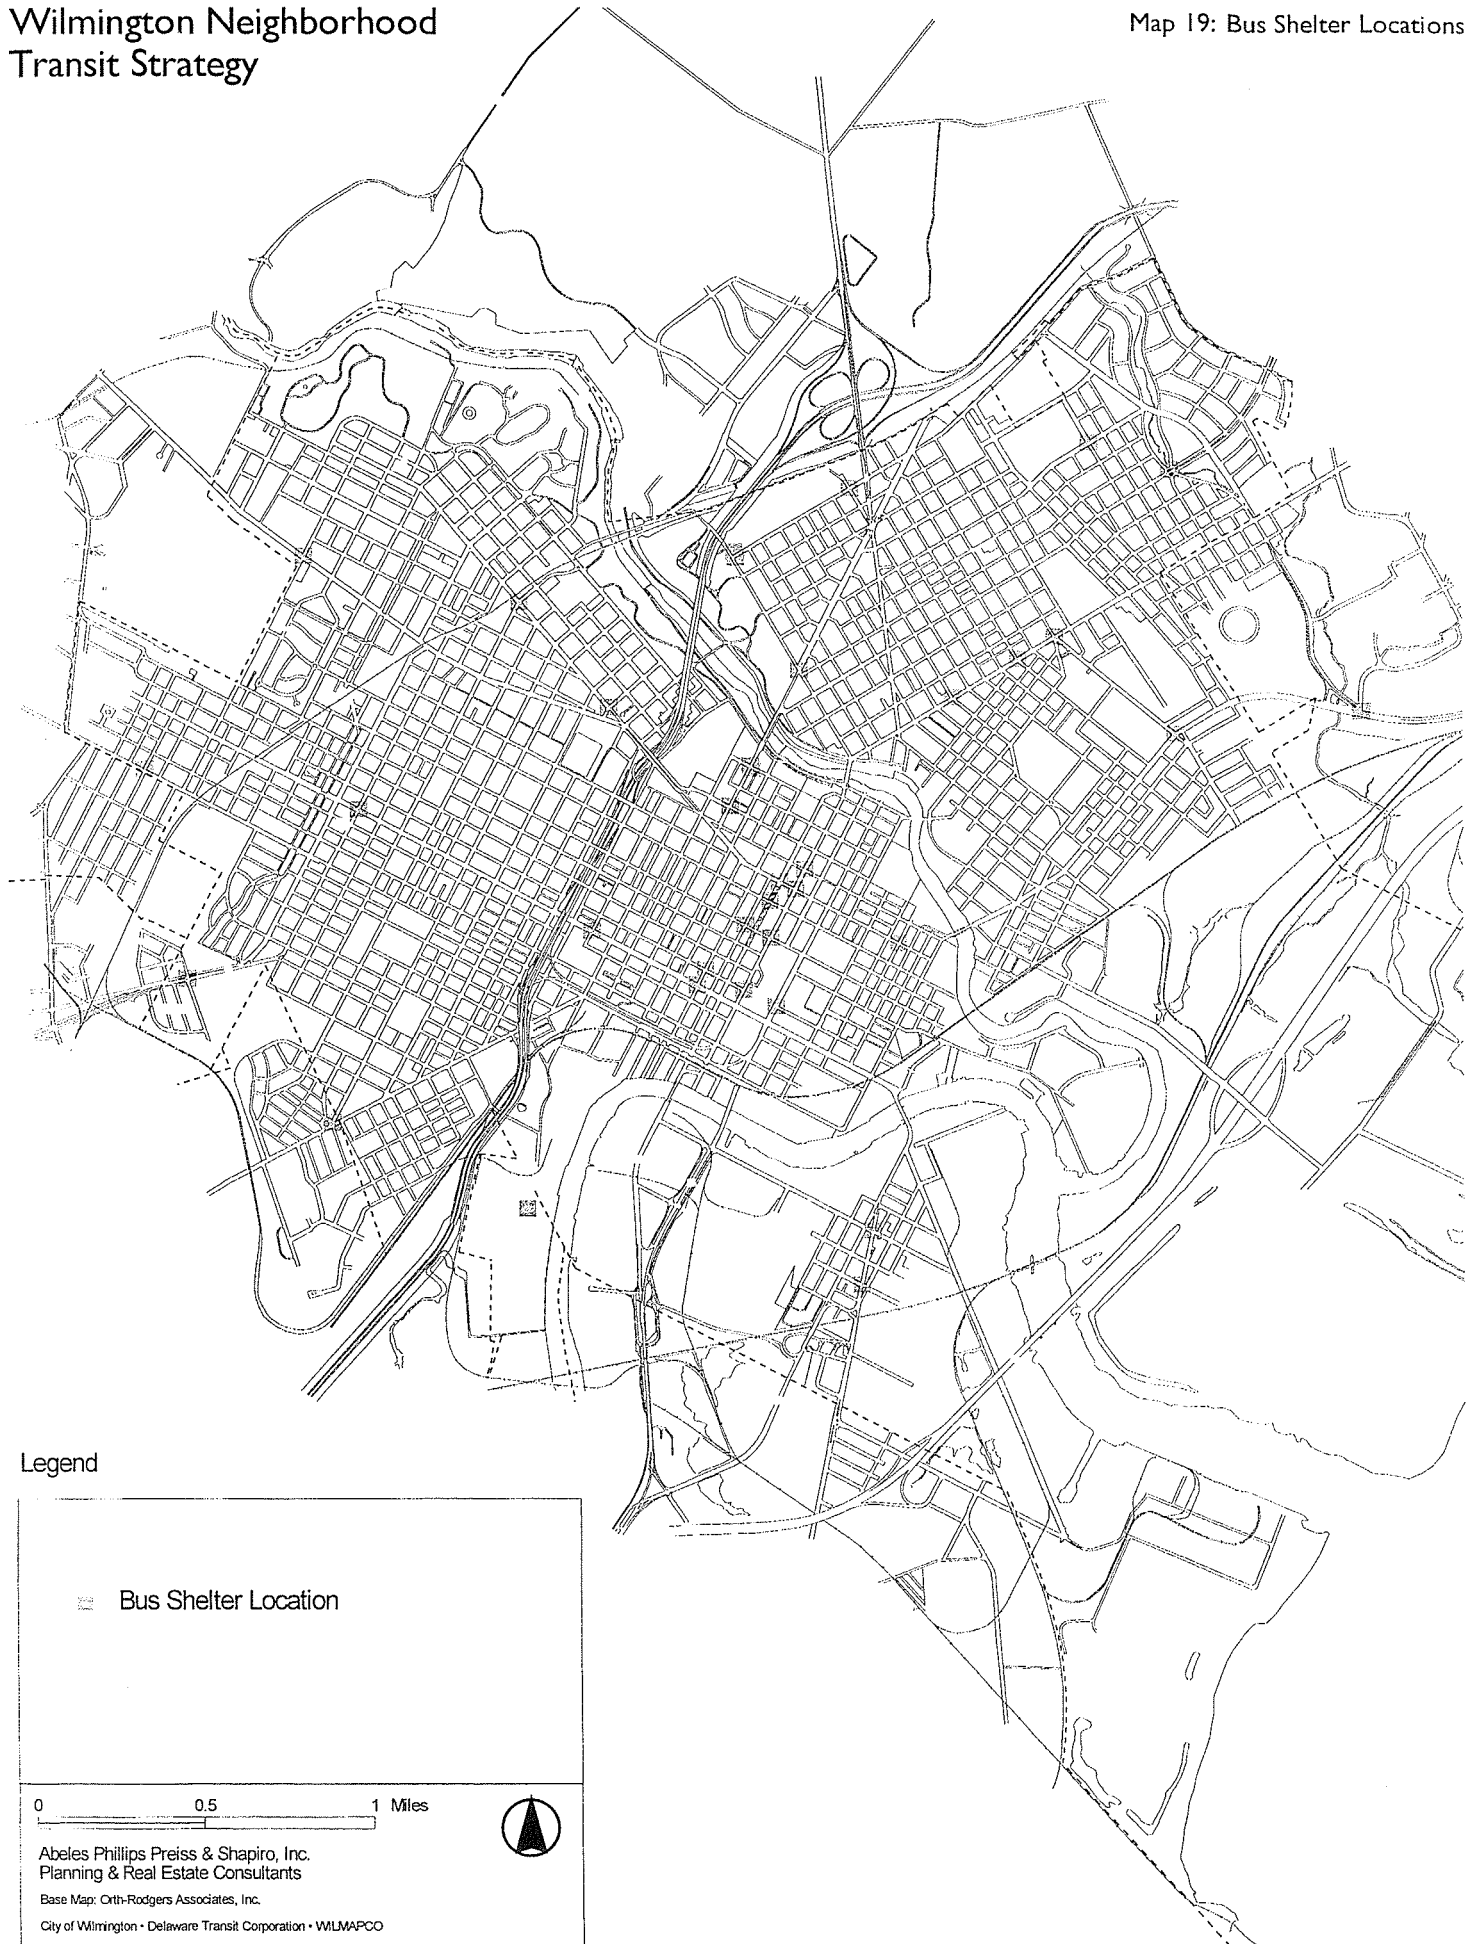 Wilmington Neighborhood
Transit Strategy
Map 19: Bus Shelter Locations
Legend
Bus Shelter Location
0 0.5 1 Miles
Abeles Phillips Preiss & Shapiro, Inc.
Planning & Real Estate Consultants
Base Map: Orth-Rodgers Associates, Inc.
City of Wilmington • Delaware Transit Corporation • WILMAPCO